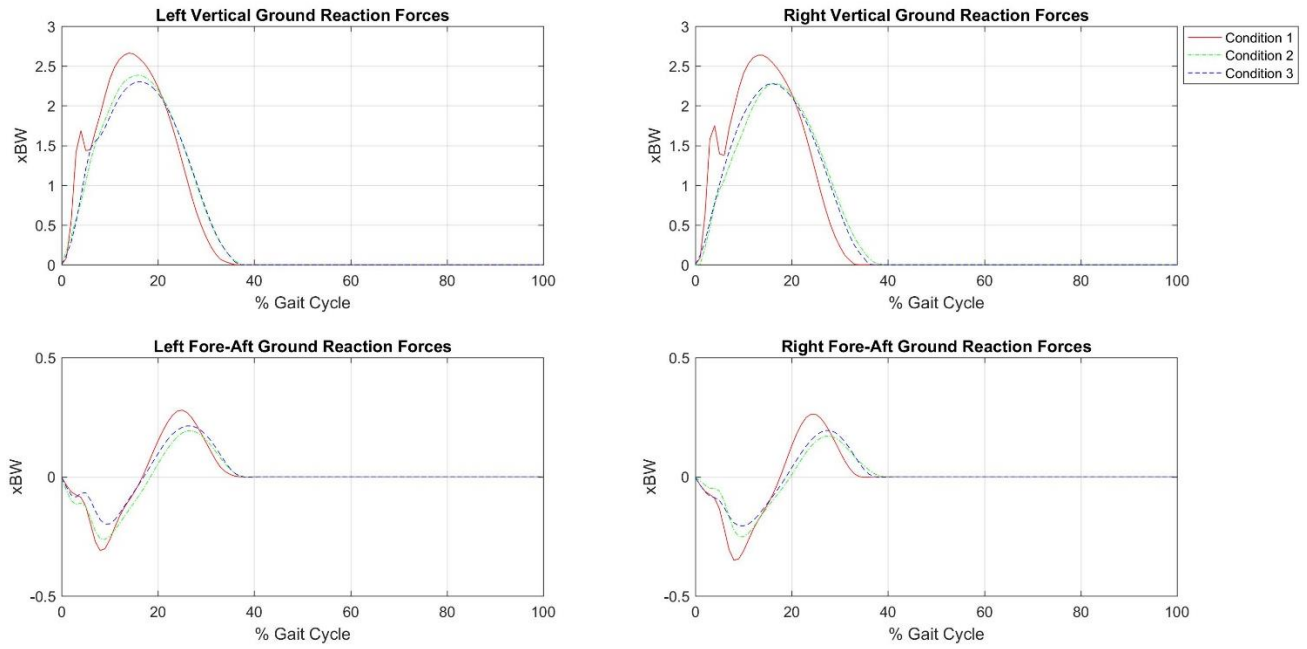 Left Vertical Ground Reaction Forces
3
2.5
2
1.5
1
0.5
0
xBW
0 20 40 60 80 100
% Gait Cycle
Right Vertical Ground Reaction Forces
3
2.5
2
1.5
1
0.5
0
xBW
0 20 40 60 80 100
% Gait Cycle
Condition 1
Condition 2
Condition 3
Left Fore-Aft Ground Reaction Forces
0.5
0
-0.5
xBW
0 20 40 60 80 100
% Gait Cycle
Right Fore-Aft Ground Reaction Forces
0.5
0
-0.5
xBW
0 20 40 60 80 100
% Gait Cycle